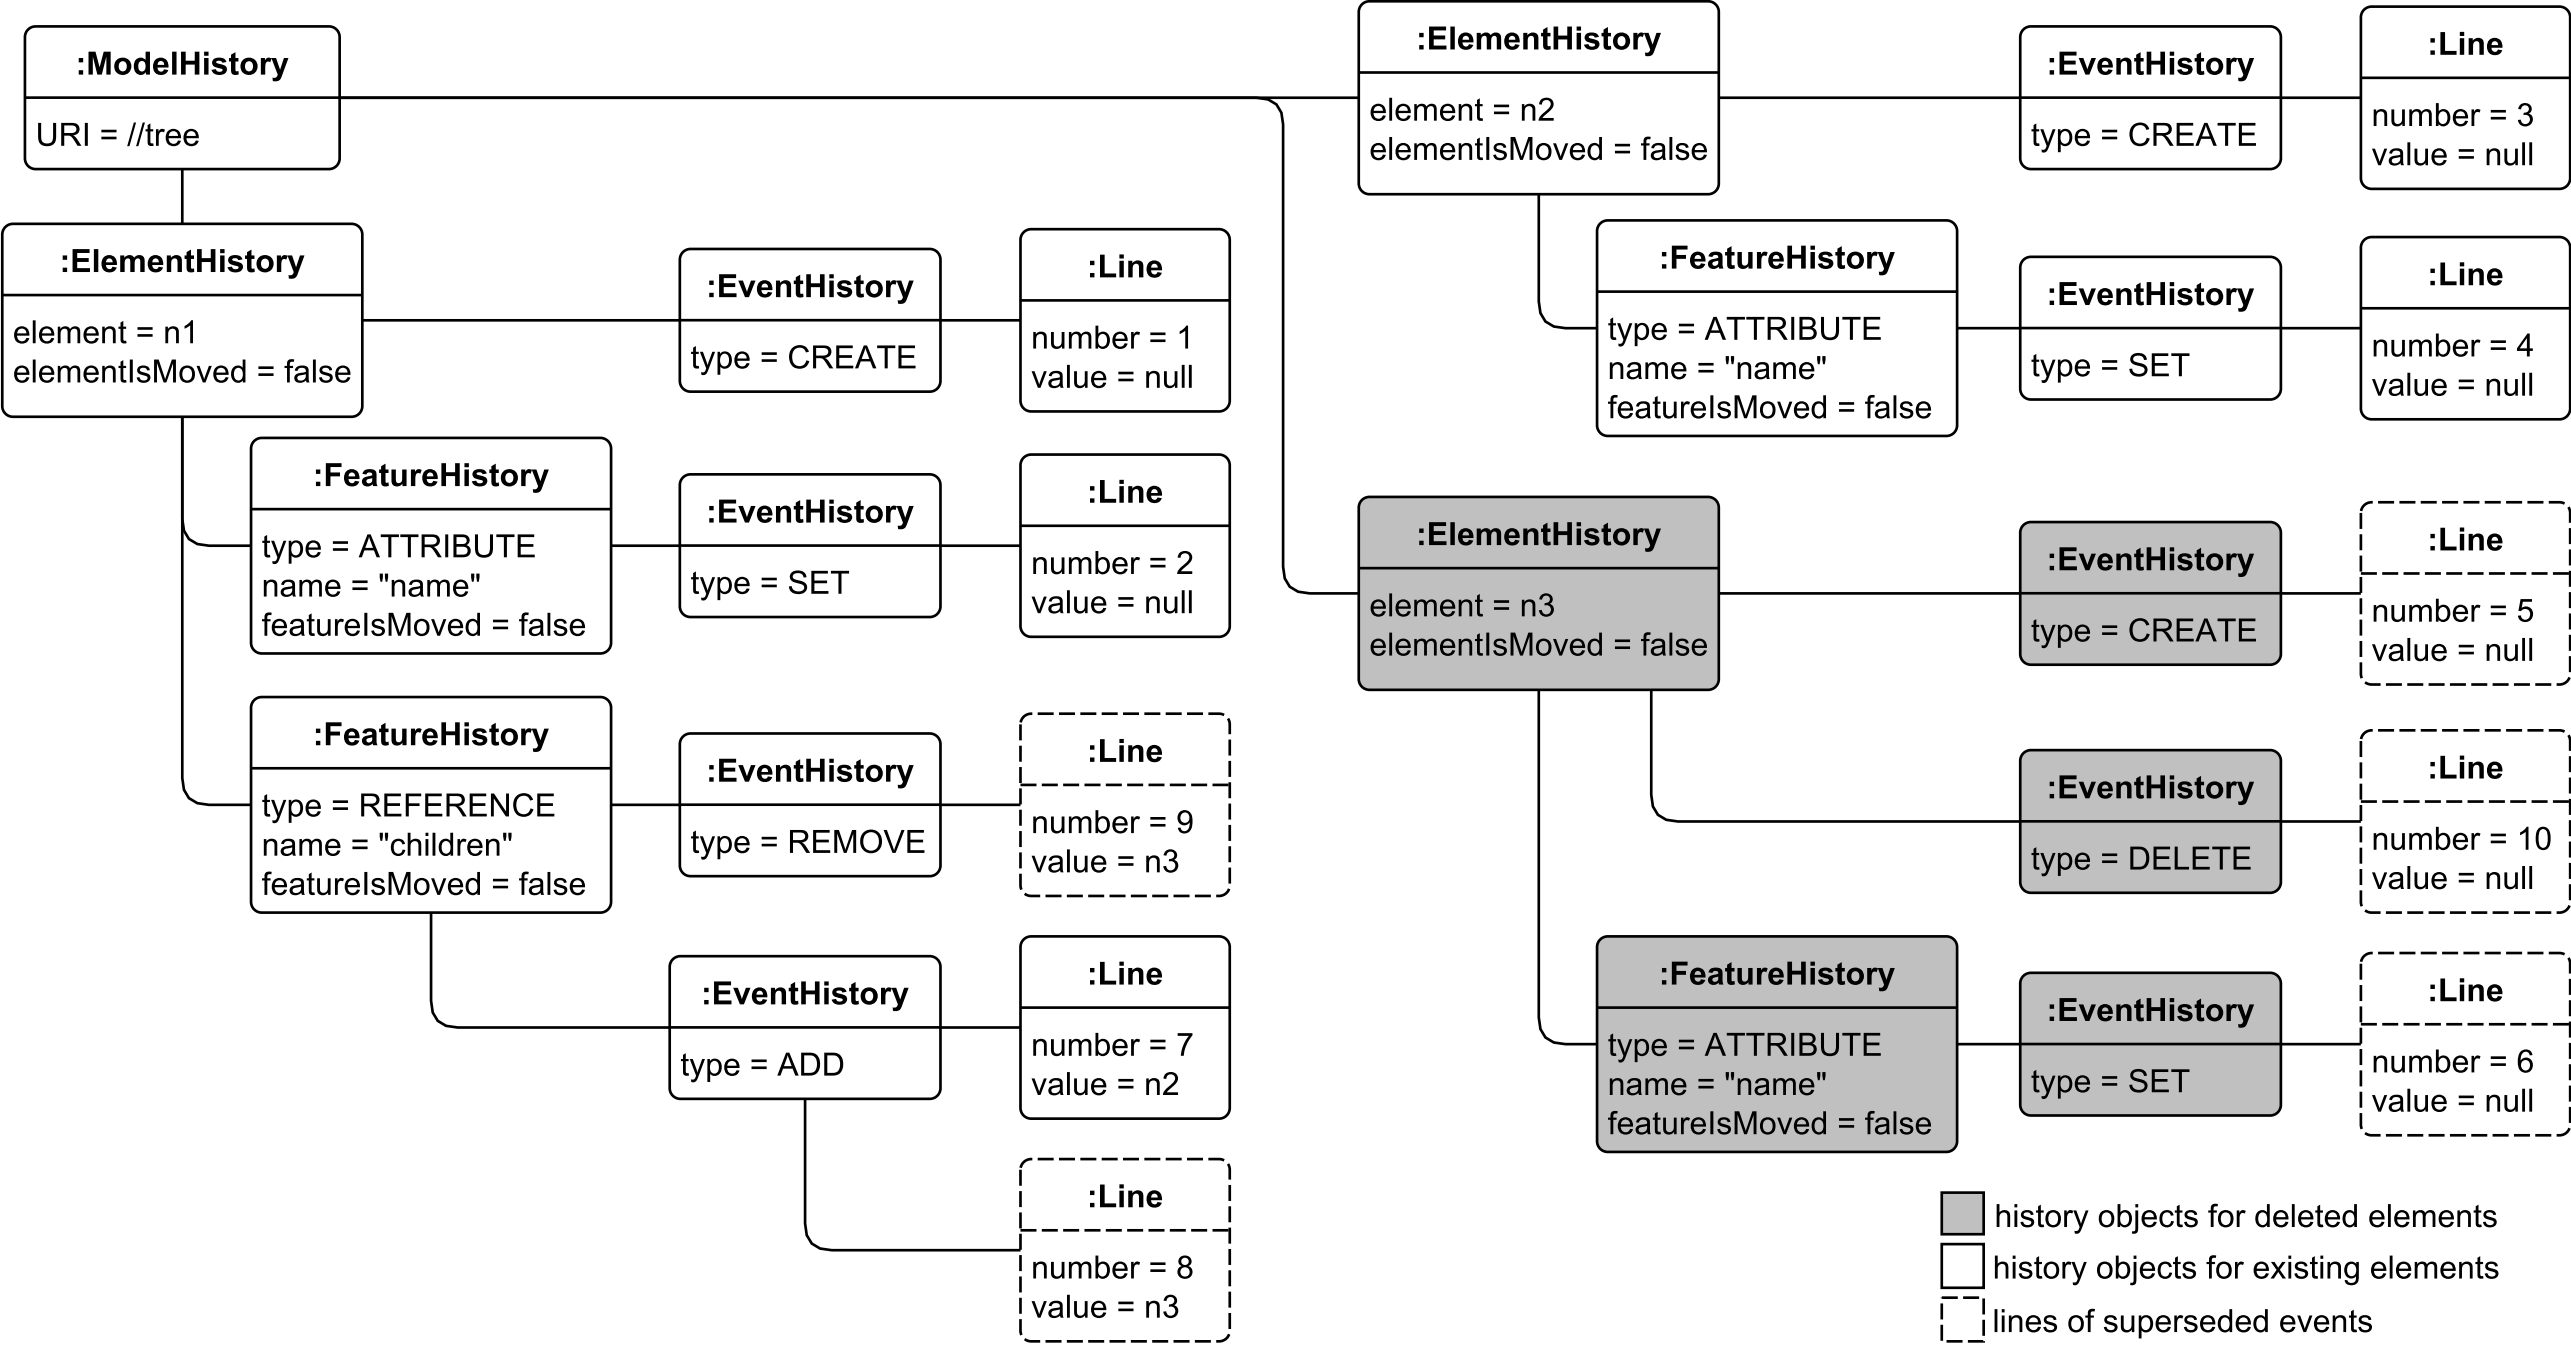 :ModelHistory
URI = //tree
:ElementHistory
element = n1
elementIsMoved = false
:EventHistory
type = CREATE
:Line
number = 1
value = null
:FeatureHistory
type = ATTRIBUTE
name = "name"
featureIsMoved = false
:EventHistory
type = SET
:Line
number = 2
value = null
:FeatureHistory
type = REFERENCE
name = "children"
featureIsMoved = false
:EventHistory
type = REMOVE
:Line
number = 9
value = n3
:EventHistory
type = ADD
:Line
number = 7
value = n2
:Line
number = 8
value = n3
:ElementHistory
element = n2
elementIsMoved = false
:EventHistory
type = CREATE
:Line
number = 3
value = null
:FeatureHistory
type = ATTRIBUTE
name = "name"
featureIsMoved = false
:EventHistory
type = SET
:Line
number = 4
value = null
:ElementHistory
element = n3
elementIsMoved = false
:EventHistory
type = CREATE
:Line
number = 5
value = null
:EventHistory
type = DELETE
:Line
number = 10
value = null
:FeatureHistory
type = ATTRIBUTE
name = "name"
featureIsMoved = false
:EventHistory
type = SET
:Line
number = 6
value = null
history objects for deleted elements
history objects for existing elements
lines of superseded events